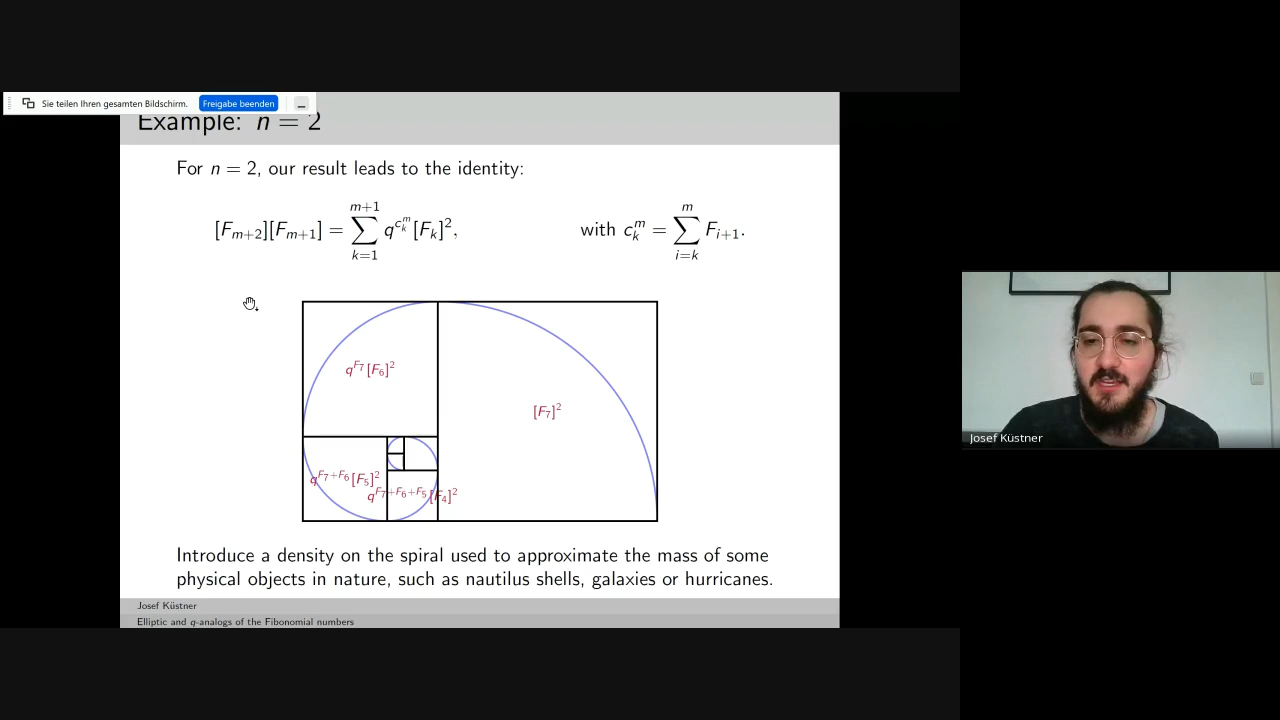 Sie teilen Ihren gesamten Bildschirm. Freigabe beenden
Example: n = 2
For n = 2, our result leads to the identity:
[F_{m+2}][F_{m+1}] = \sum_{k=1}^{m+1} q^{c_k^m}[F_k]^2, with c_k^m = \sum_{i=k}^{m} F_{i+1}.
q^{F_7}[F_6]^2
[F_7]^2
q^{F_7+F_6}[F_5]^2
q^{F_7+F_6+F_5}[F_4]^2
Introduce a density on the spiral used to approximate the mass of some
physical objects in nature, such as nautilus shells, galaxies or hurricanes.
Josef Küstner
Elliptic and q-analogs of the Fibonomial numbers
Josef Küstner